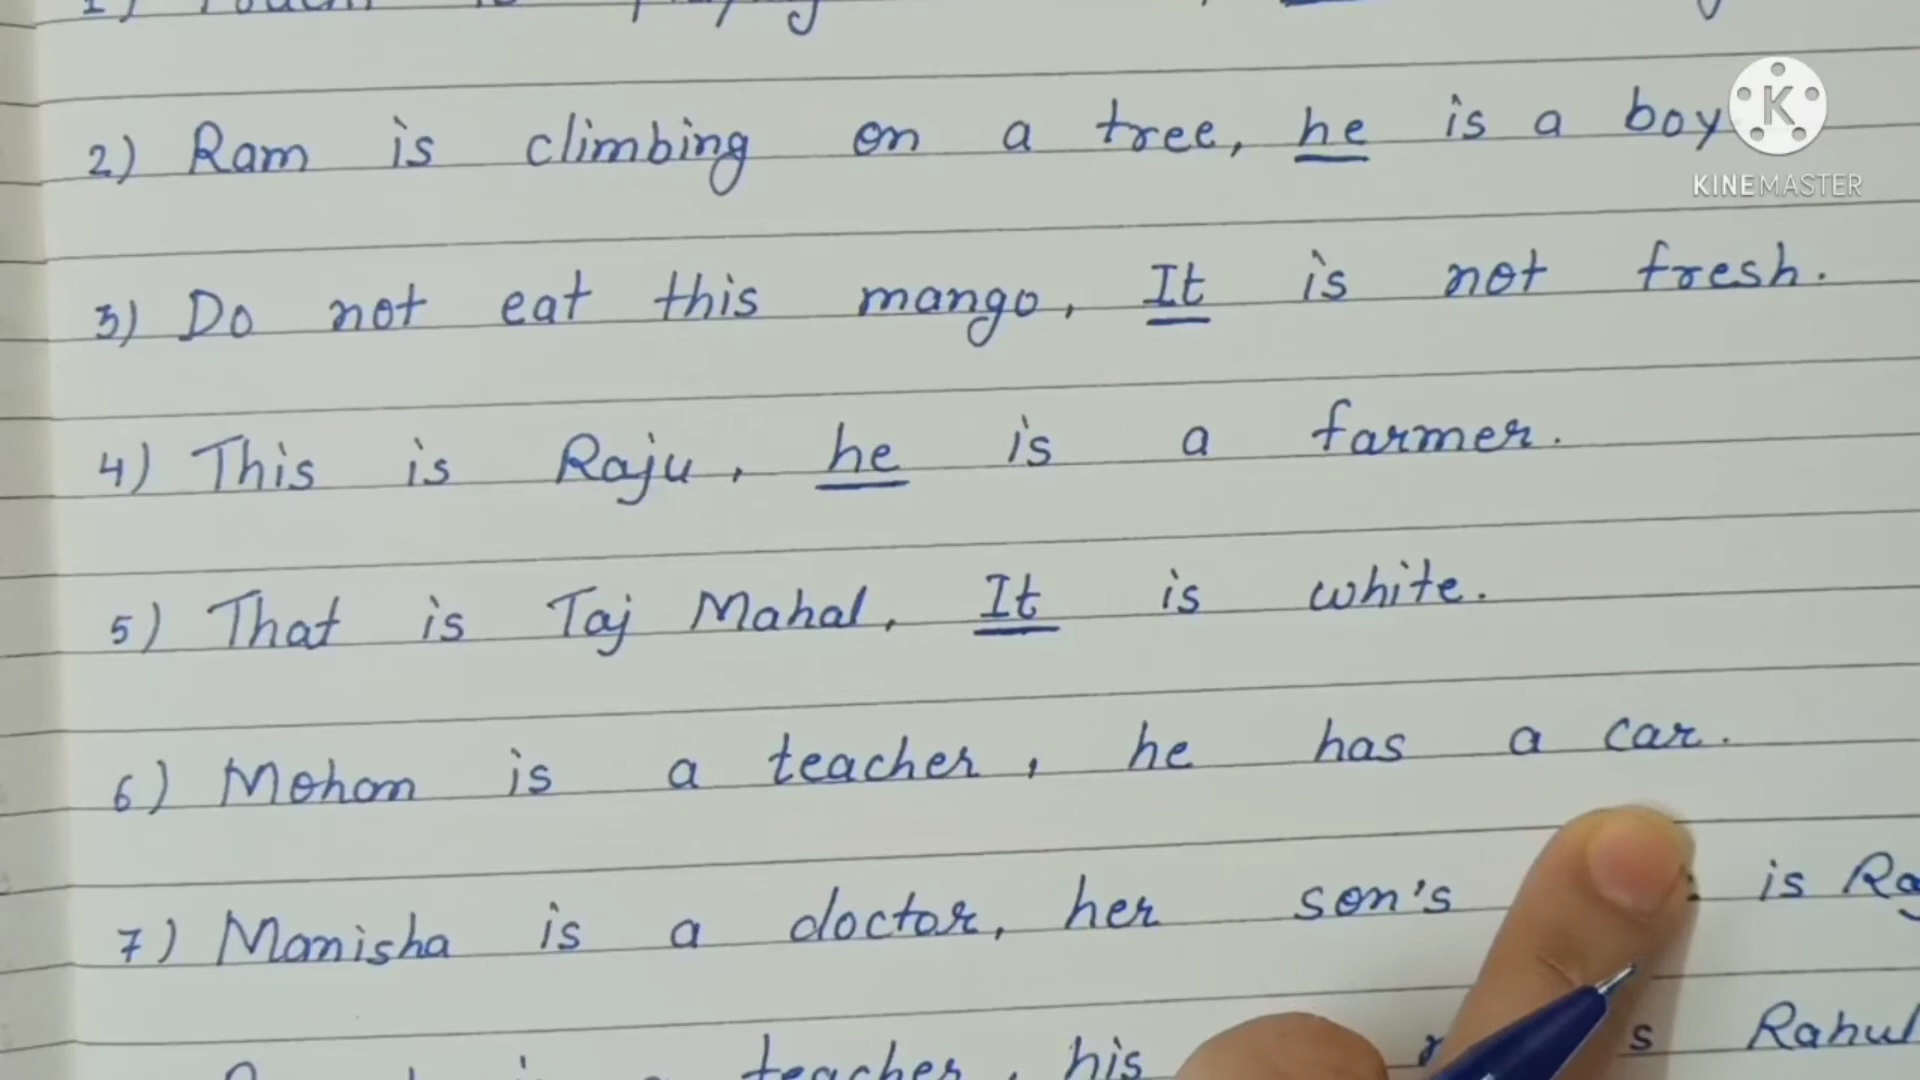 2) Ram is climbing on a tree, he is a boy
KINEMASTER
3) Do not eat this mango, It is not fresh.
4) This is Raju, he is a farmer.
5) That is Taj Mahal, It is white.
6) Mohan is a teacher, he has a car.
7) Manisha is a doctor, her son's is
teacher, his Rahul